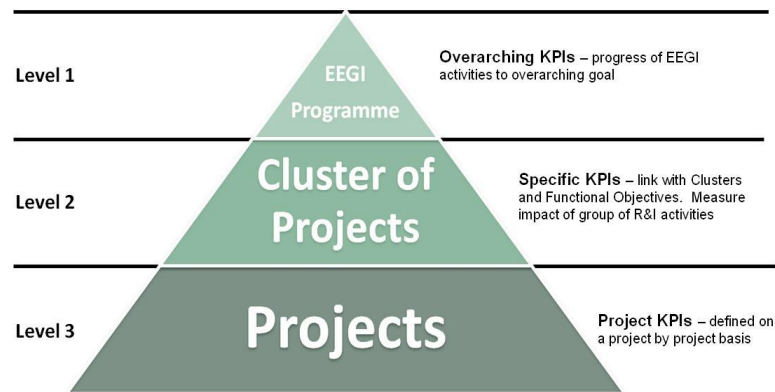 Level 1
EEGI
Programme
Overarching KPIs – progress of EEGI
activities to overarching goal
Level 2
Cluster of
Projects
Specific KPIs – link with Clusters
and Functional Objectives. Measure
impact of group of R&I activities
Level 3
Projects
Project KPIs – defined on
a project by project basis